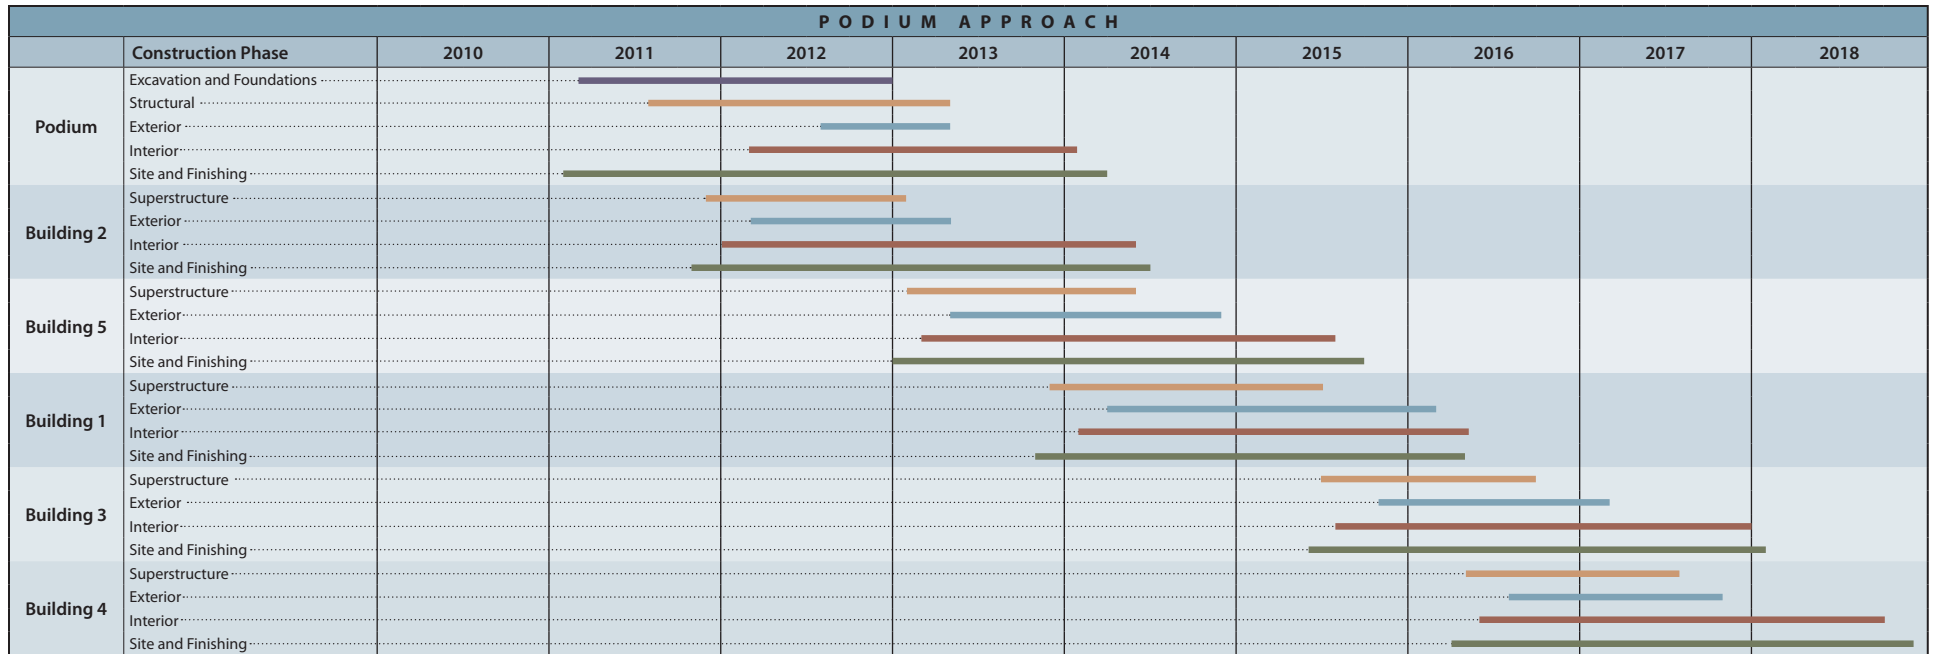 PODIUM APPROACH
Construction Phase 2010 2011 2012 2013 2014 2015 2016 2017 2018
Podium
Excavation and Foundations
Structural
Exterior
Interior
Site and Finishing
Building 2
Superstructure
Exterior
Interior
Site and Finishing
Building 5
Superstructure
Exterior
Interior
Site and Finishing
Building 1
Superstructure
Exterior
Interior
Site and Finishing
Building 3
Superstructure
Exterior
Interior
Site and Finishing
Building 4
Superstructure
Exterior
Interior
Site and Finishing